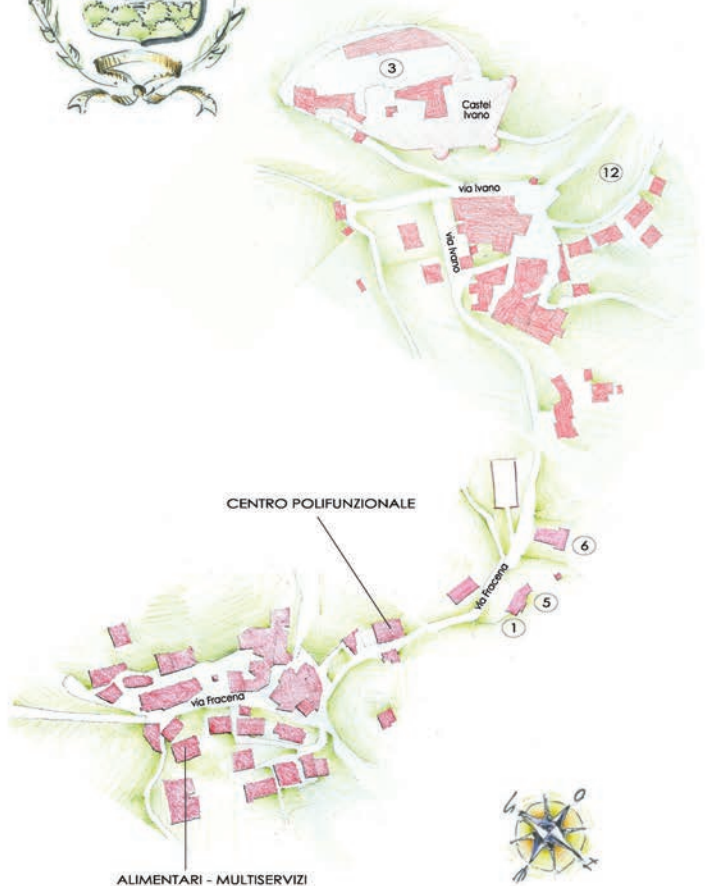 3
Castel
Ivano
12
via Ivano
via Ivano
CENTRO POLIFUNZIONALE
6
via Fracena
5
1
via Fracena
S
O
E
ALIMENTARI - MULTISERVIZI